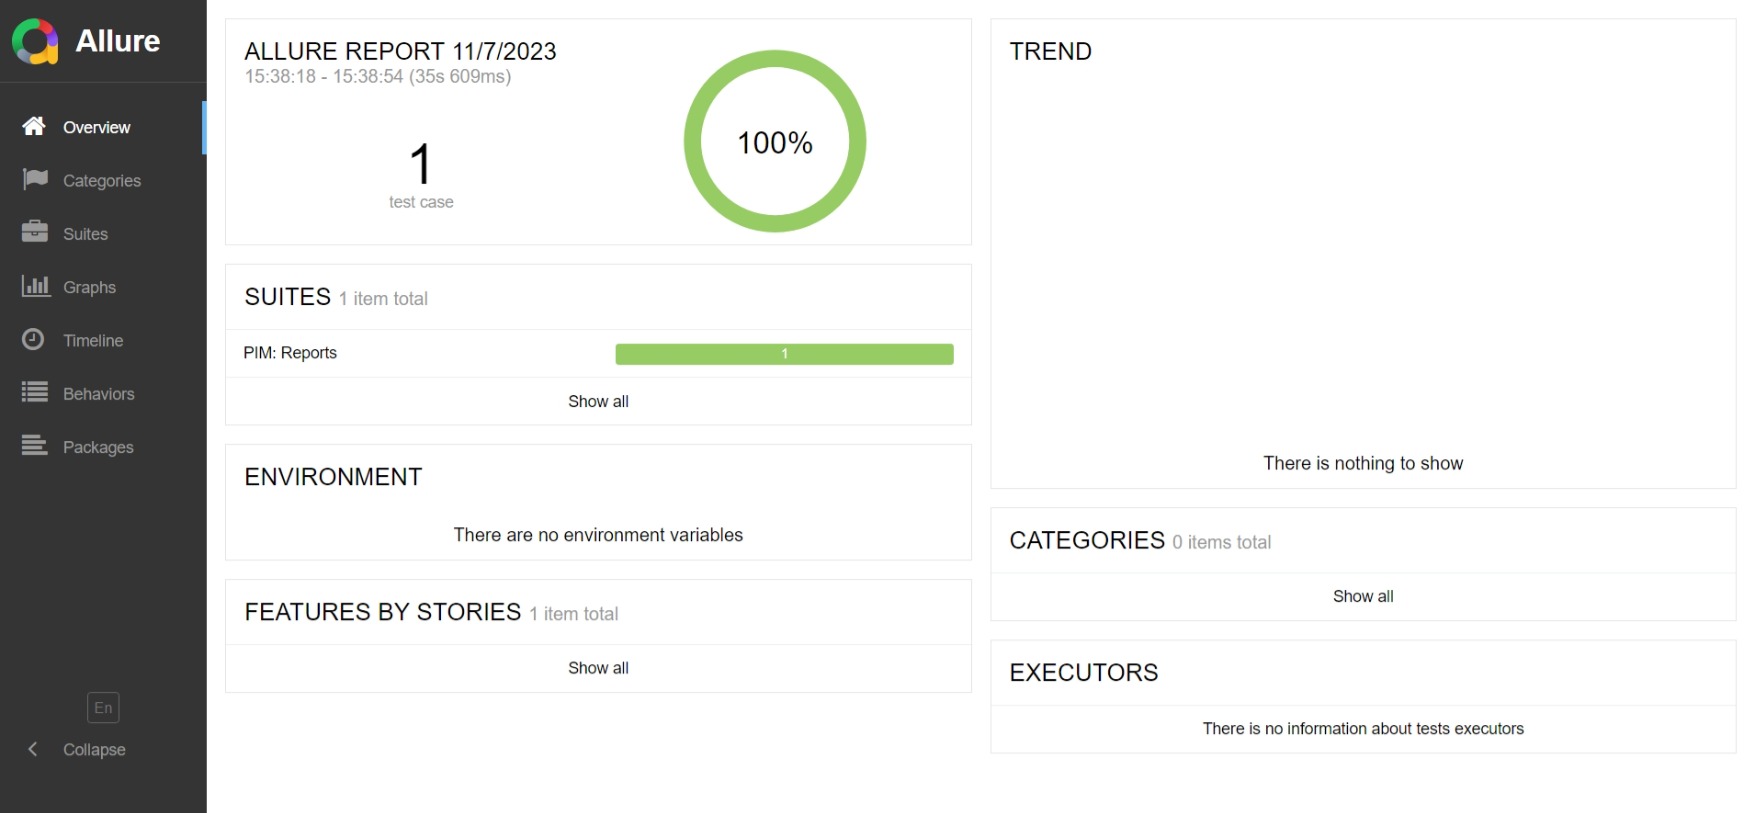 Allure
Overview
Categories
Suites
Graphs
Timeline
Behaviors
Packages
En
Collapse
ALLURE REPORT 11/7/2023
15:38:18 - 15:38:54 (35s 609ms)
1
test case
100%
SUITES 1 item total
PIM: Reports 1
Show all
ENVIRONMENT
There are no environment variables
FEATURES BY STORIES 1 item total
Show all
TREND
There is nothing to show
CATEGORIES 0 items total
Show all
EXECUTORS
There is no information about tests executors